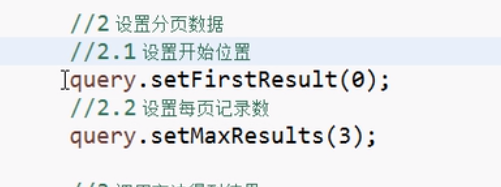 //2 设置分页数据
//2.1 设置开始位置
query.setFirstResult(0);
//2.2 设置每页记录数
query.setMaxResults(3);